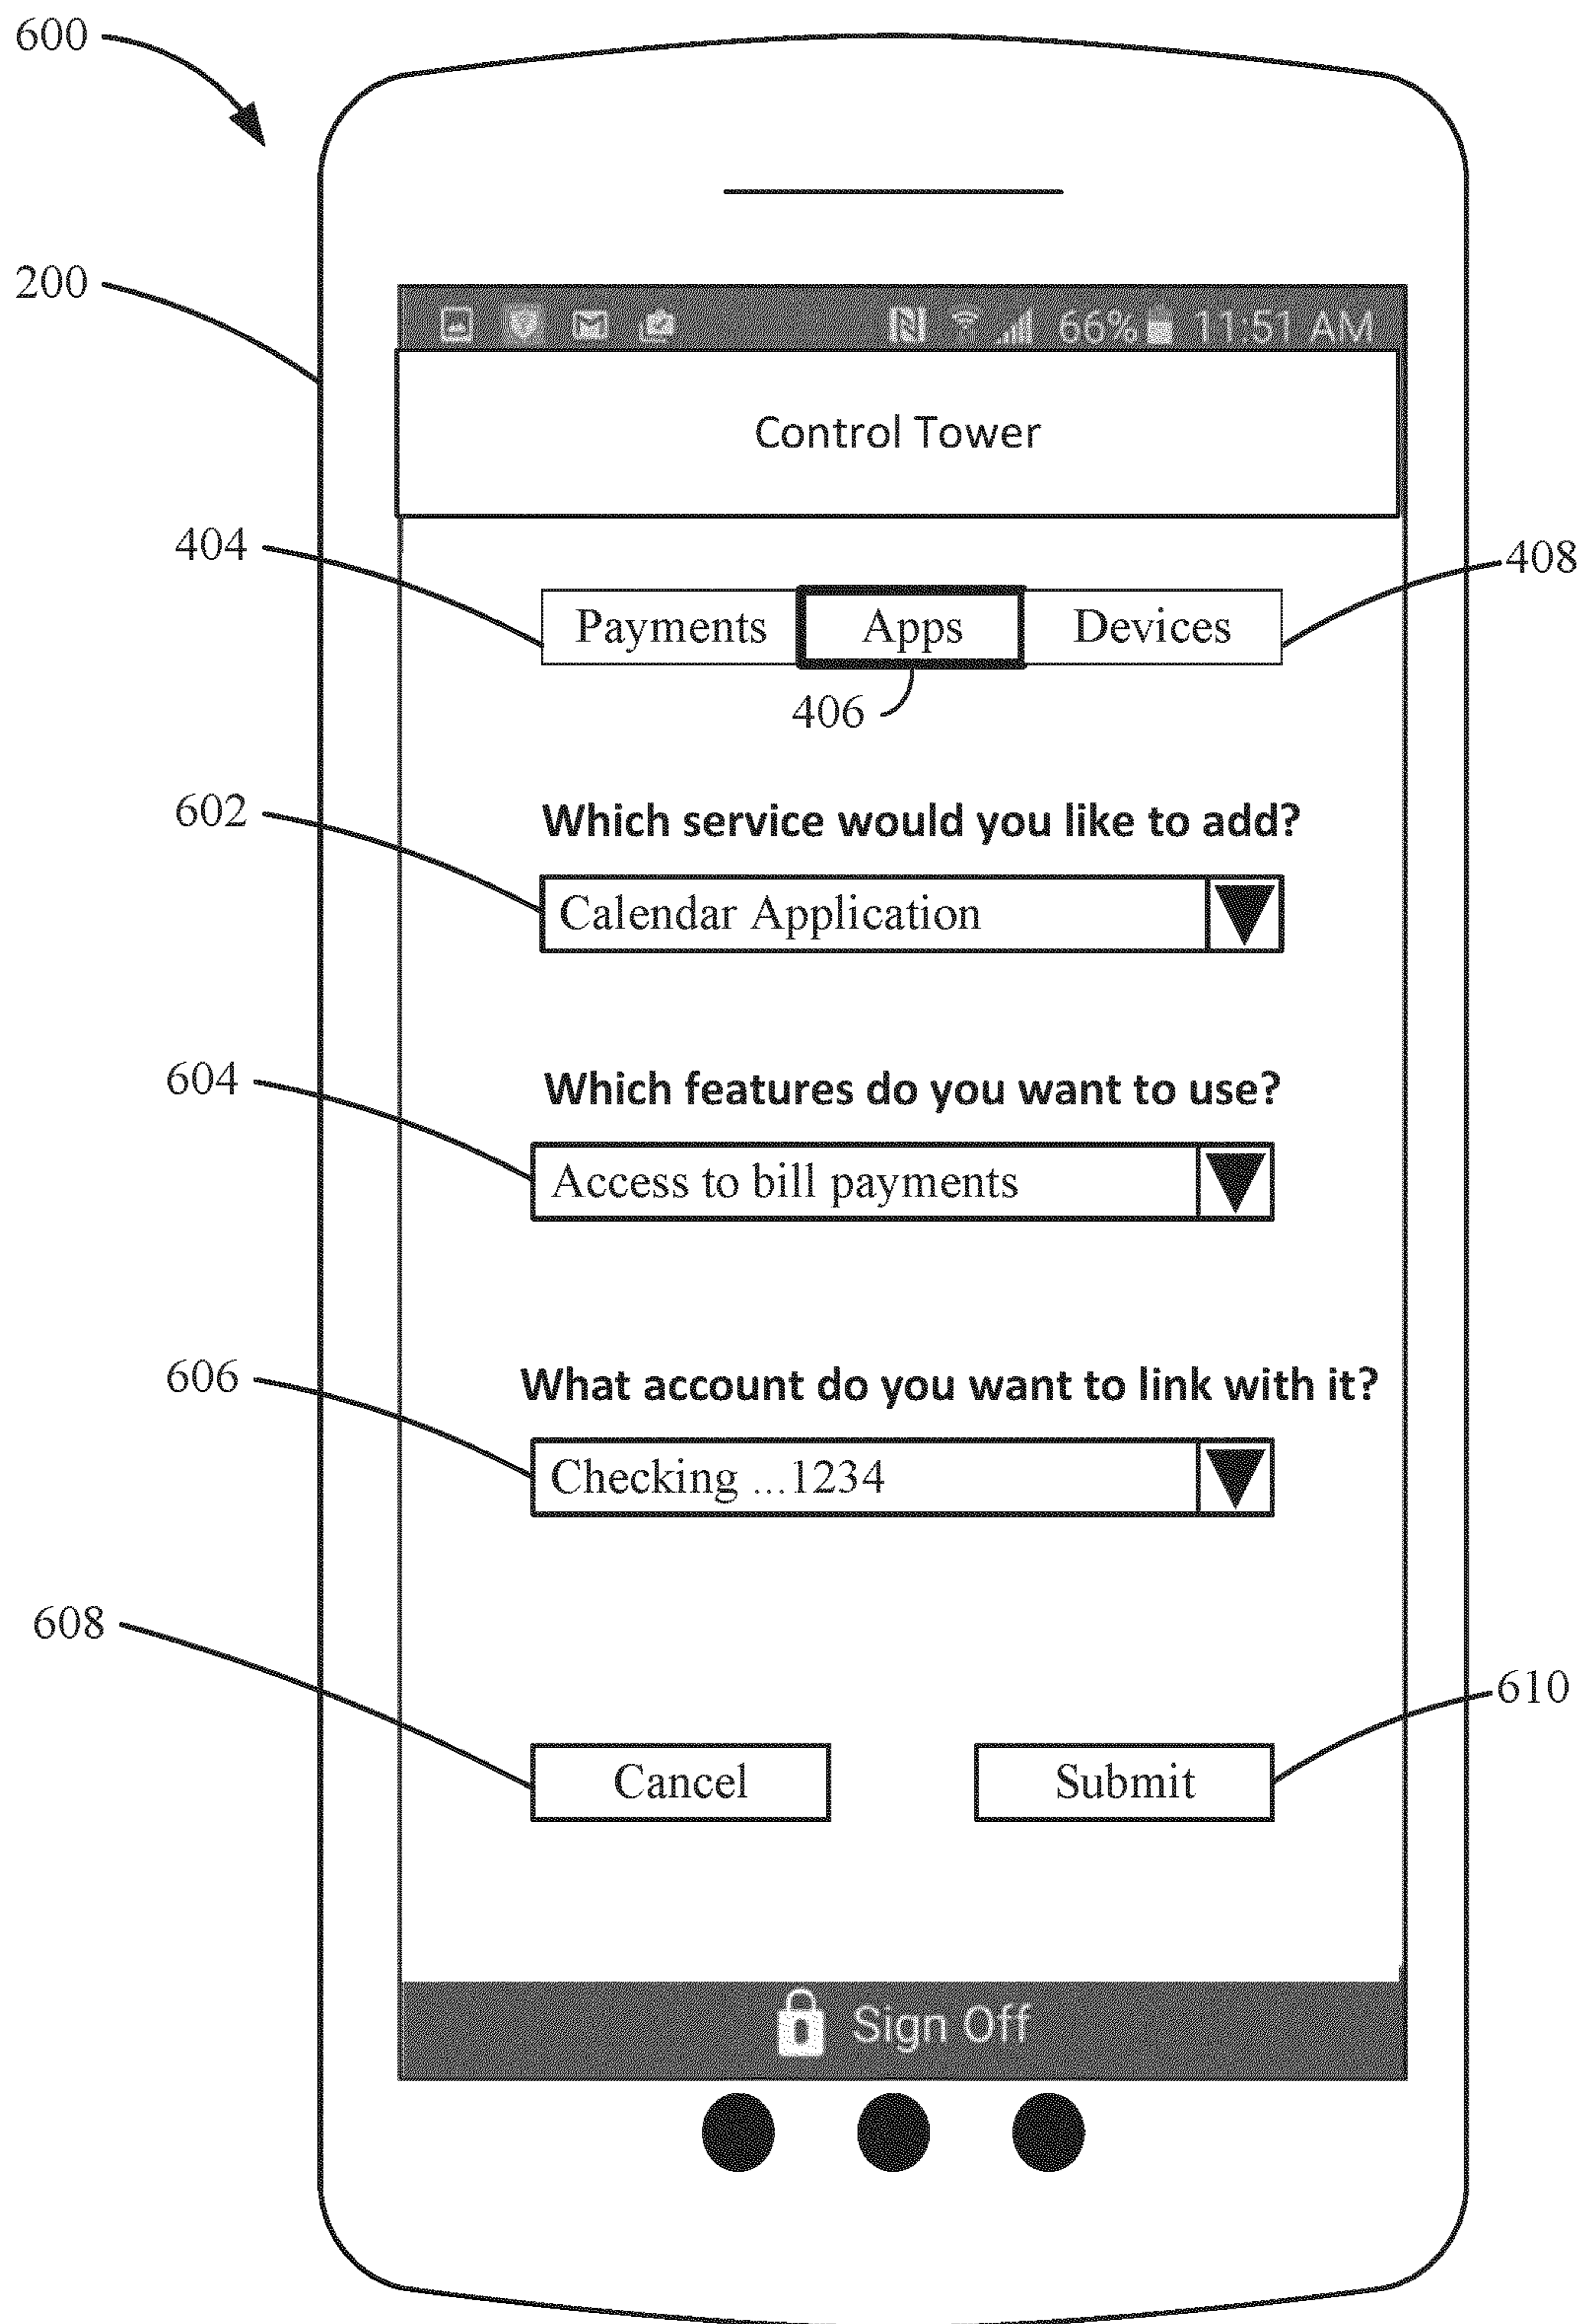 600
200
66% 11:51 AM
Control Tower
404
408
Payments Apps Devices
406
602
Which service would you like to add?
Calendar Application
604
Which features do you want to use?
Access to bill payments
606
What account do you want to link with it?
Checking ...1234
608
610
Cancel Submit
Sign Off